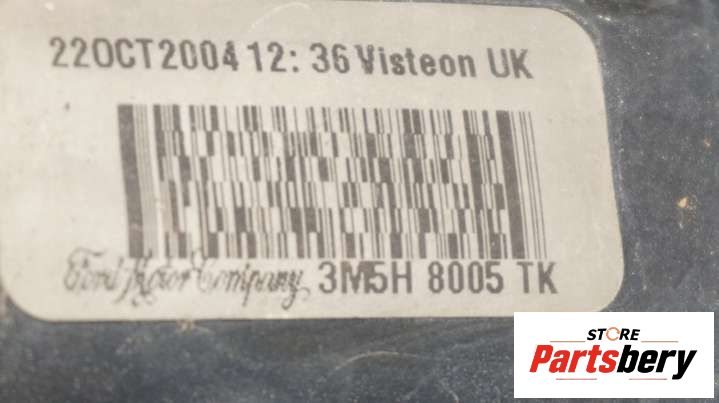 22OCT2004 12: 36 Visteon UK
Ford Motor Company 3M5H 8005 TK
STORE
Partsbery